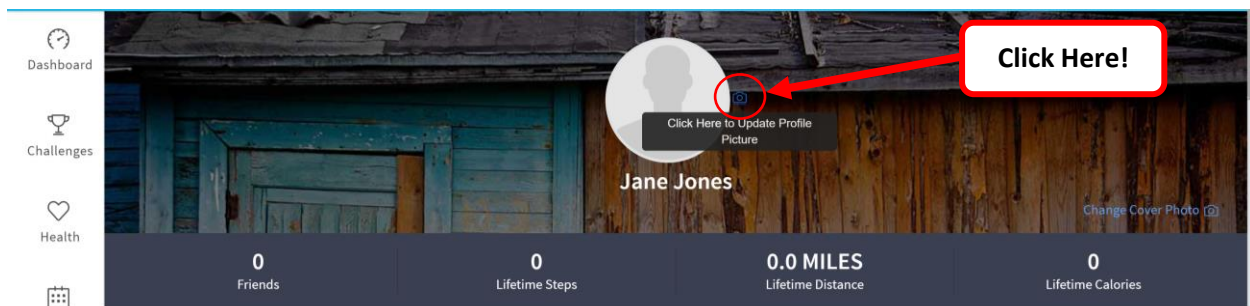 Dashboard
Challenges
Health
Click Here!
Click Here to Update Profile
Picture
Jane Jones
Change Cover Photo
0
Friends
0
Lifetime Steps
0.0 MILES
Lifetime Distance
0
Lifetime Calories